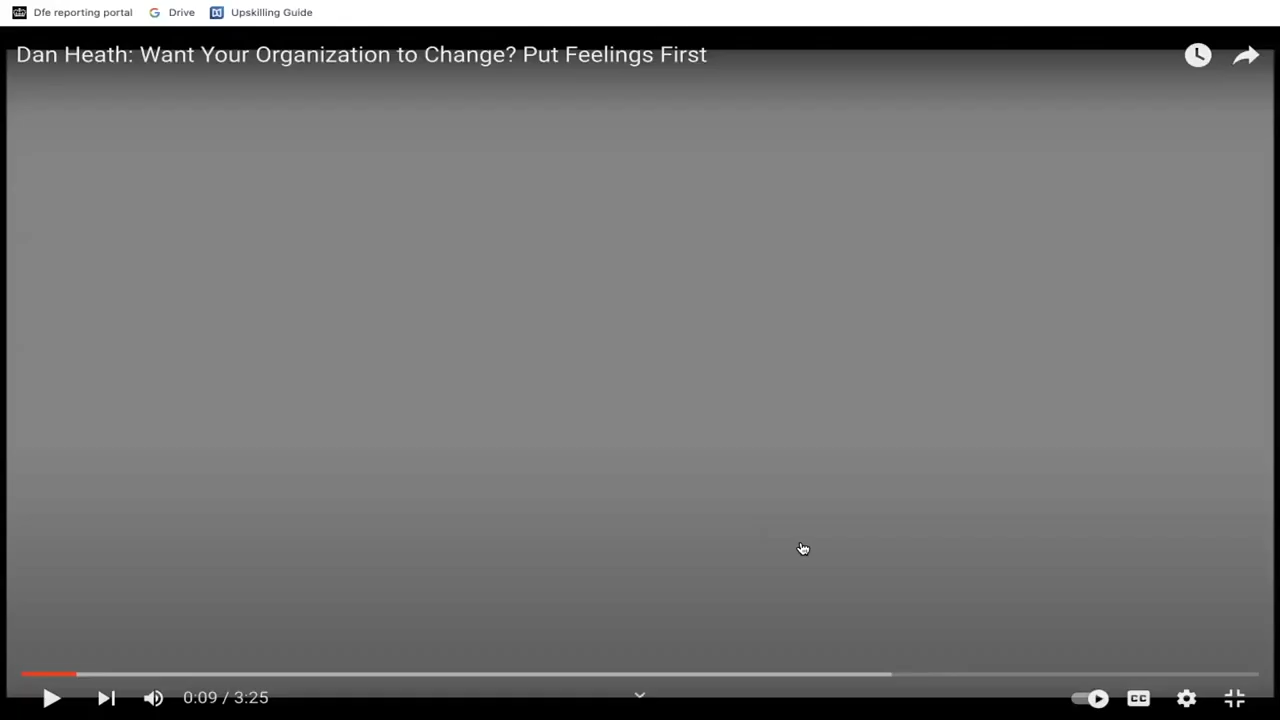 Dfe reporting portal Drive Upskilling Guide
Dan Heath: Want Your Organization to Change? Put Feelings First
0:09 / 3:25 CC